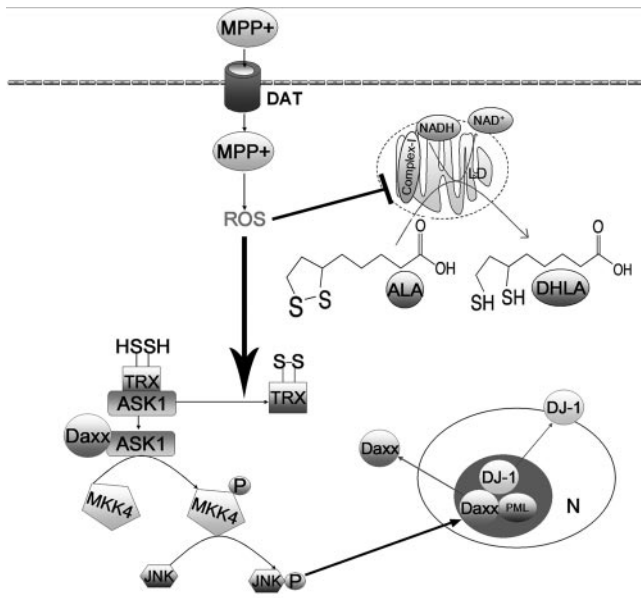 MPP+
DAT
MPP+
NADH
NAD+
Complex-I
LD
ROS
O
OH
S
S
ALA
O
OH
SH
SH
DHLA
HSSH
TRX
ASK1
S-S
TRX
Daxx
ASK1
MKK4
P
MKK4
JNK
JNK
P
DJ-1
Daxx
DJ-1
Daxx
PML
N